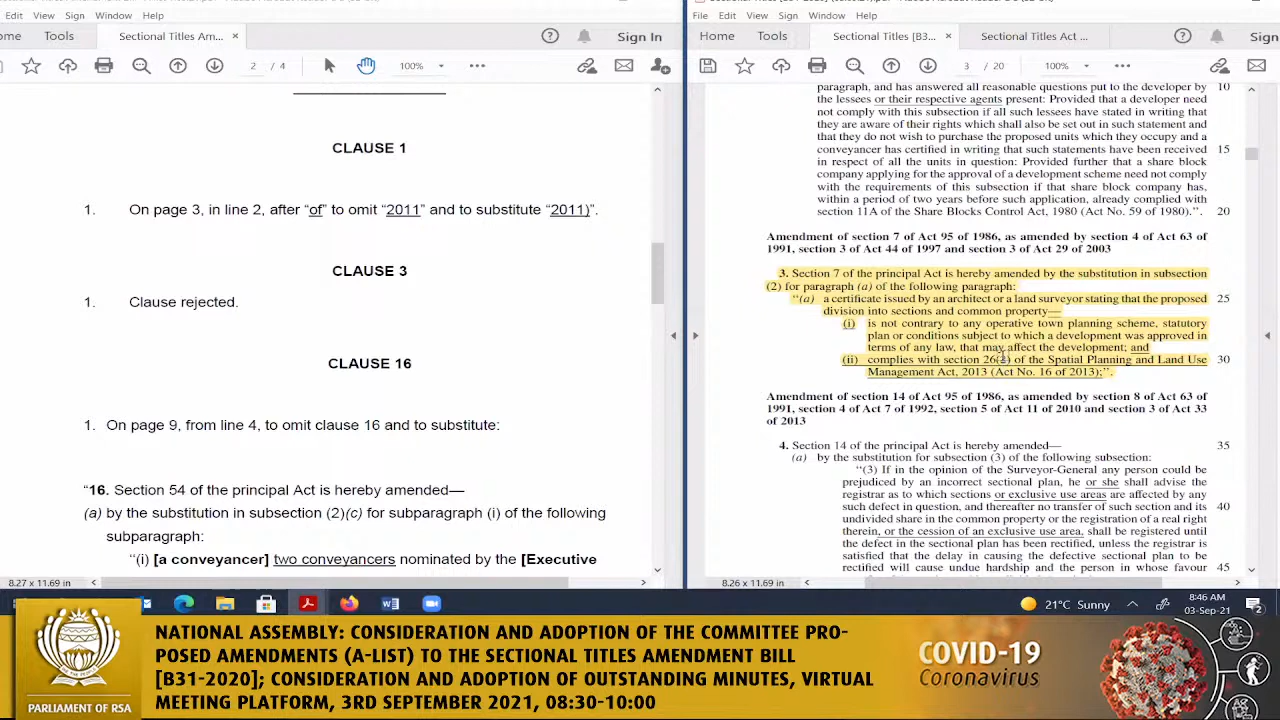 Edit View Sign Window Help
Tools Sectional Titles Am... × Sign In
2 / 4 100%
CLAUSE 1
1. On page 3, in line 2, after “of” to omit “2011” and to substitute “2011)”.
CLAUSE 3
1. Clause rejected.
CLAUSE 16
1. On page 9, from line 4, to omit clause 16 and to substitute:
“16. Section 54 of the principal Act is hereby amended—
(a) by the substitution in subsection (2)(c) for subparagraph (i) of the following
subparagraph:
“(i) [a conveyancer] two conveyancers nominated by the [Executive
8.27 x 11.69 in
File Edit View Sign Window Help
Home Tools Sectional Titles [B3... × Sectional Titles Act ... Sign
3 / 20 100%
paragraph, and has answered all reasonable questions put to the developer by 10
the lessees or their respective agents present: Provided that a developer need
not comply with this subsection if all such lessees have stated in writing that
they are aware of their rights which shall also be set out in such statement and
that they do not wish to purchase the proposed units which they occupy and a
conveyancer has certified in writing that such statements have been received 15
in respect of all the units in question: Provided further that a share block
company applying for the approval of a development scheme need not comply
with the requirements of this subsection if that share block company has,
within a period of two years before such application, already complied with
section 11A of the Share Blocks Control Act, 1980 (Act No. 59 of 1980).”. 20
Amendment of section 7 of Act 95 of 1986, as amended by section 4 of Act 63 of
1991, section 3 of Act 44 of 1997 and section 3 of Act 29 of 2003
3. Section 7 of the principal Act is hereby amended by the substitution in subsection
(2) for paragraph (a) of the following paragraph:
“(a) a certificate issued by an architect or a land surveyor stating that the proposed 25
division into sections and common property—
(i) is not contrary to any operative town planning scheme, statutory
plan or conditions subject to which a development was approved in
terms of any law, that may affect the development; and
(ii) complies with section 26(2) of the Spatial Planning and Land Use 30
Management Act, 2013 (Act No. 16 of 2013);”.
Amendment of section 14 of Act 95 of 1986, as amended by section 8 of Act 63 of
1991, section 4 of Act 7 of 1992, section 5 of Act 11 of 2010 and section 3 of Act 33
of 2013
4. Section 14 of the principal Act is hereby amended— 35
(a) by the substitution for subsection (3) of the following subsection:
“(3) If in the opinion of the Surveyor-General any person could be
prejudiced by an incorrect sectional plan, he or she shall advise the
registrar as to which sections or exclusive use areas are affected by any
such defect in question, and thereafter no transfer of such section and its 40
undivided share in the common property or the registration of a real right
therein, or the cession of an exclusive use area, shall be registered until
the defect in the sectional plan has been rectified, unless the registrar is
satisfied that the delay in causing the defective sectional plan to be
rectified will cause undue hardship and the person in whose favour 45
8.26 x 11.69 in
21°C Sunny
8:46 AM
03-Sep-21
PARLIAMENT OF RSA
NATIONAL ASSEMBLY: CONSIDERATION AND ADOPTION OF THE COMMITTEE PRO-
POSED AMENDMENTS (A-LIST) TO THE SECTIONAL TITLES AMENDMENT BILL
[B31-2020]; CONSIDERATION AND ADOPTION OF OUTSTANDING MINUTES, VIRTUAL
MEETING PLATFORM, 3RD SEPTEMBER 2021, 08:30-10:00
COVID-19
Coronavirus